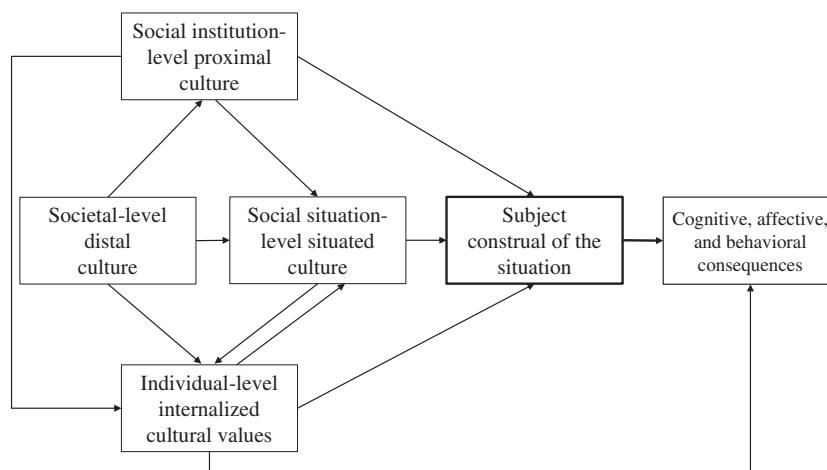 Social institution-
level proximal
culture
Societal-level
distal
culture
Social situation-
level situated
culture
Subject
construal of the
situation
Cognitive, affective,
and behavioral
consequences
Individual-level
internalized
cultural values